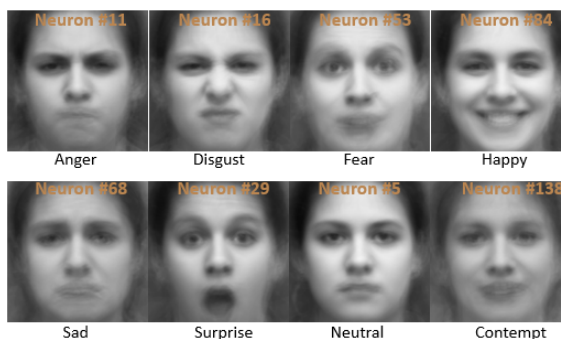 Neuron #11 Neuron #16 Neuron #53 Neuron #84
Anger Disgust Fear Happy
Neuron #68 Neuron #29 Neuron #5 Neuron #138
Sad Surprise Neutral Contempt